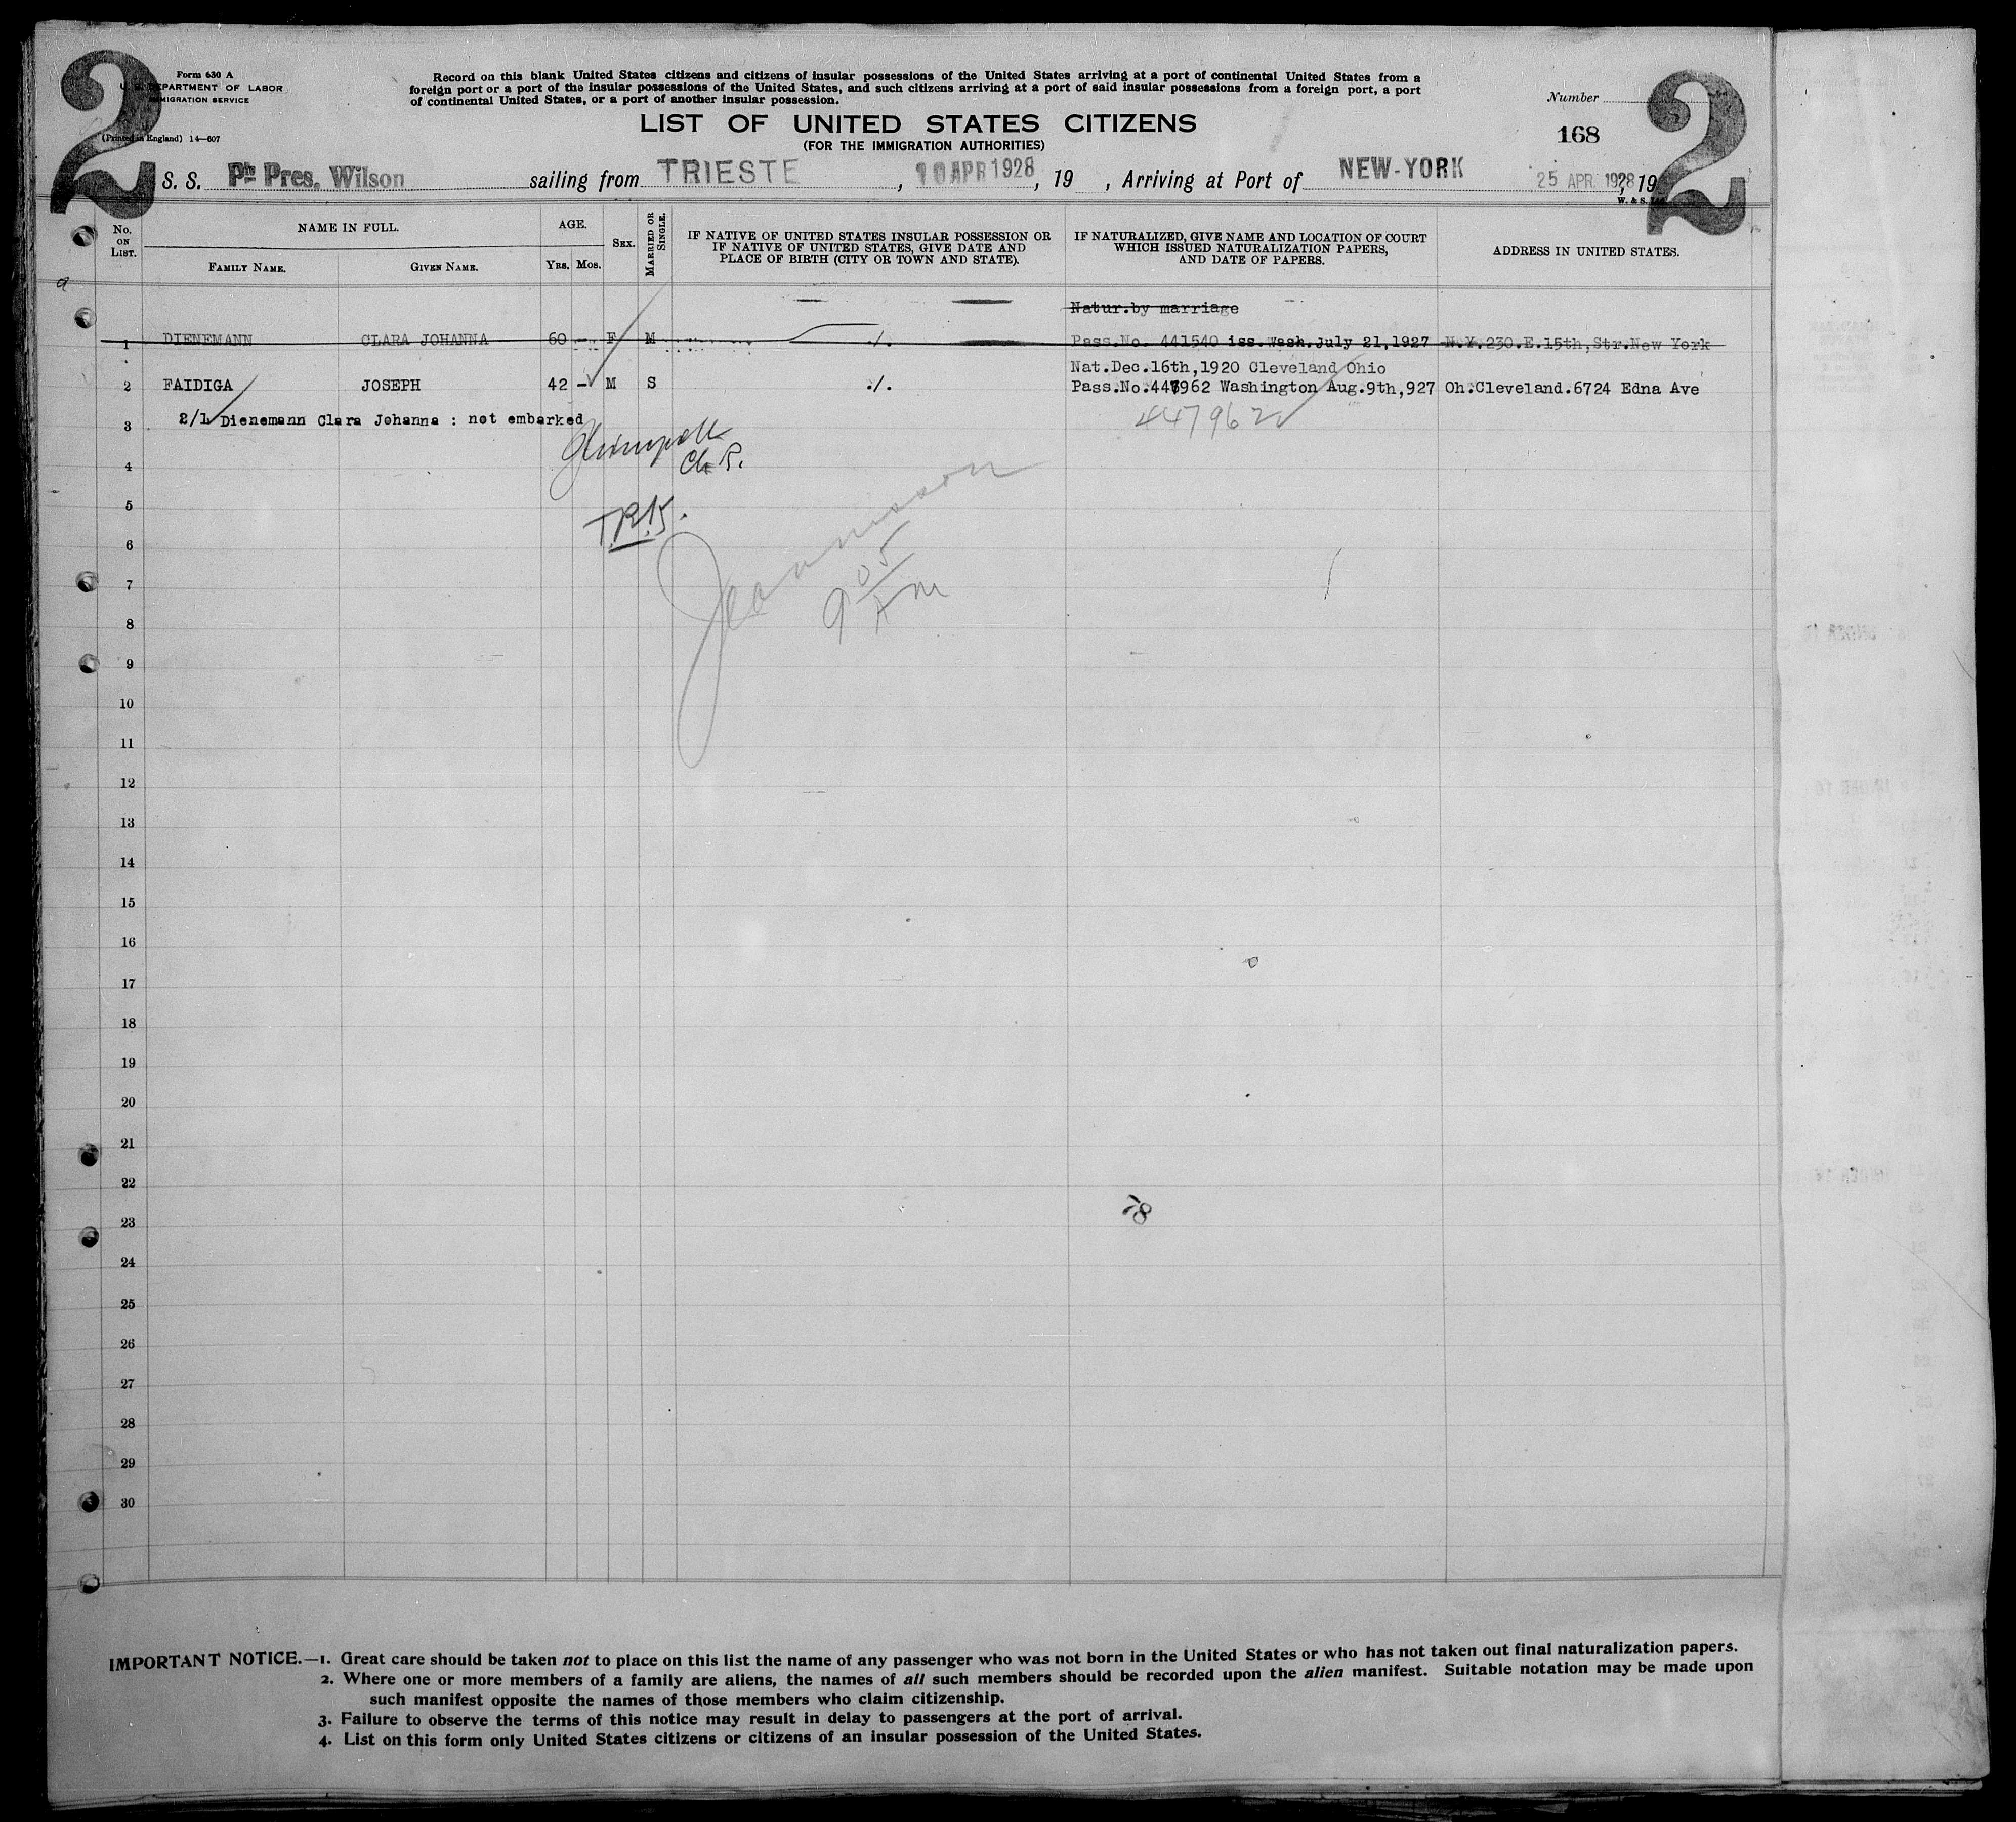 2
2
Form 630 A
U. S. DEPARTMENT OF LABOR
IMMIGRATION SERVICE
(Printed in England) 14—607
Record on this blank United States citizens and citizens of insular possessions of the United States arriving at a port of continental United States from a
foreign port or a port of the insular possessions of the United States, and such citizens arriving at a port of said insular possessions from a foreign port, a port
of continental United States, or a port of another insular possession.
LIST OF UNITED STATES CITIZENS
(FOR THE IMMIGRATION AUTHORITIES)
Number
168
S. S. Pte Pres. Wilson sailing from TRIESTE, 10 APR 1928, 19 , Arriving at Port of NEW-YORK 25 APR. 1928, 19
W. & S. Ltd.
No. ON LIST.
NAME IN FULL.
FAMILY NAME.
GIVEN NAME.
AGE.
YRS. MOS.
SEX.
MARRIED OR SINGLE.
IF NATIVE OF UNITED STATES INSULAR POSSESSION OR
IF NATIVE OF UNITED STATES, GIVE DATE AND
PLACE OF BIRTH (CITY OR TOWN AND STATE).
IF NATURALIZED, GIVE NAME AND LOCATION OF COURT
WHICH ISSUED NATURALIZATION PAPERS,
AND DATE OF PAPERS.
ADDRESS IN UNITED STATES.
a
Natur.by marriage
1 DIENEMANN CLARA JOHANNA 60 - F M ./. Pass.No. 441540 iss.Wash.July 21,1927 N.Y.230.E.15th,Str.New York
Nat.Dec.16th,1920 Cleveland Ohio
2 FAIDIGA JOSEPH 42 - M S ./. Pass.No.447962 Washington Aug.9th,927 Oh.Cleveland.6724 Edna Ave
3 2/1 Dienemann Clara Johanna : not embarked
447962
4
5
6
9 05
AM
7
8
9
10
11
12
13
14
15
16
17
18
19
20
21
22
23
78
24
25
26
27
28
29
30
IMPORTANT NOTICE.—1. Great care should be taken not to place on this list the name of any passenger who was not born in the United States or who has not taken out final naturalization papers.
2. Where one or more members of a family are aliens, the names of all such members should be recorded upon the alien manifest. Suitable notation may be made upon
such manifest opposite the names of those members who claim citizenship.
3. Failure to observe the terms of this notice may result in delay to passengers at the port of arrival.
4. List on this form only United States citizens or citizens of an insular possession of the United States.